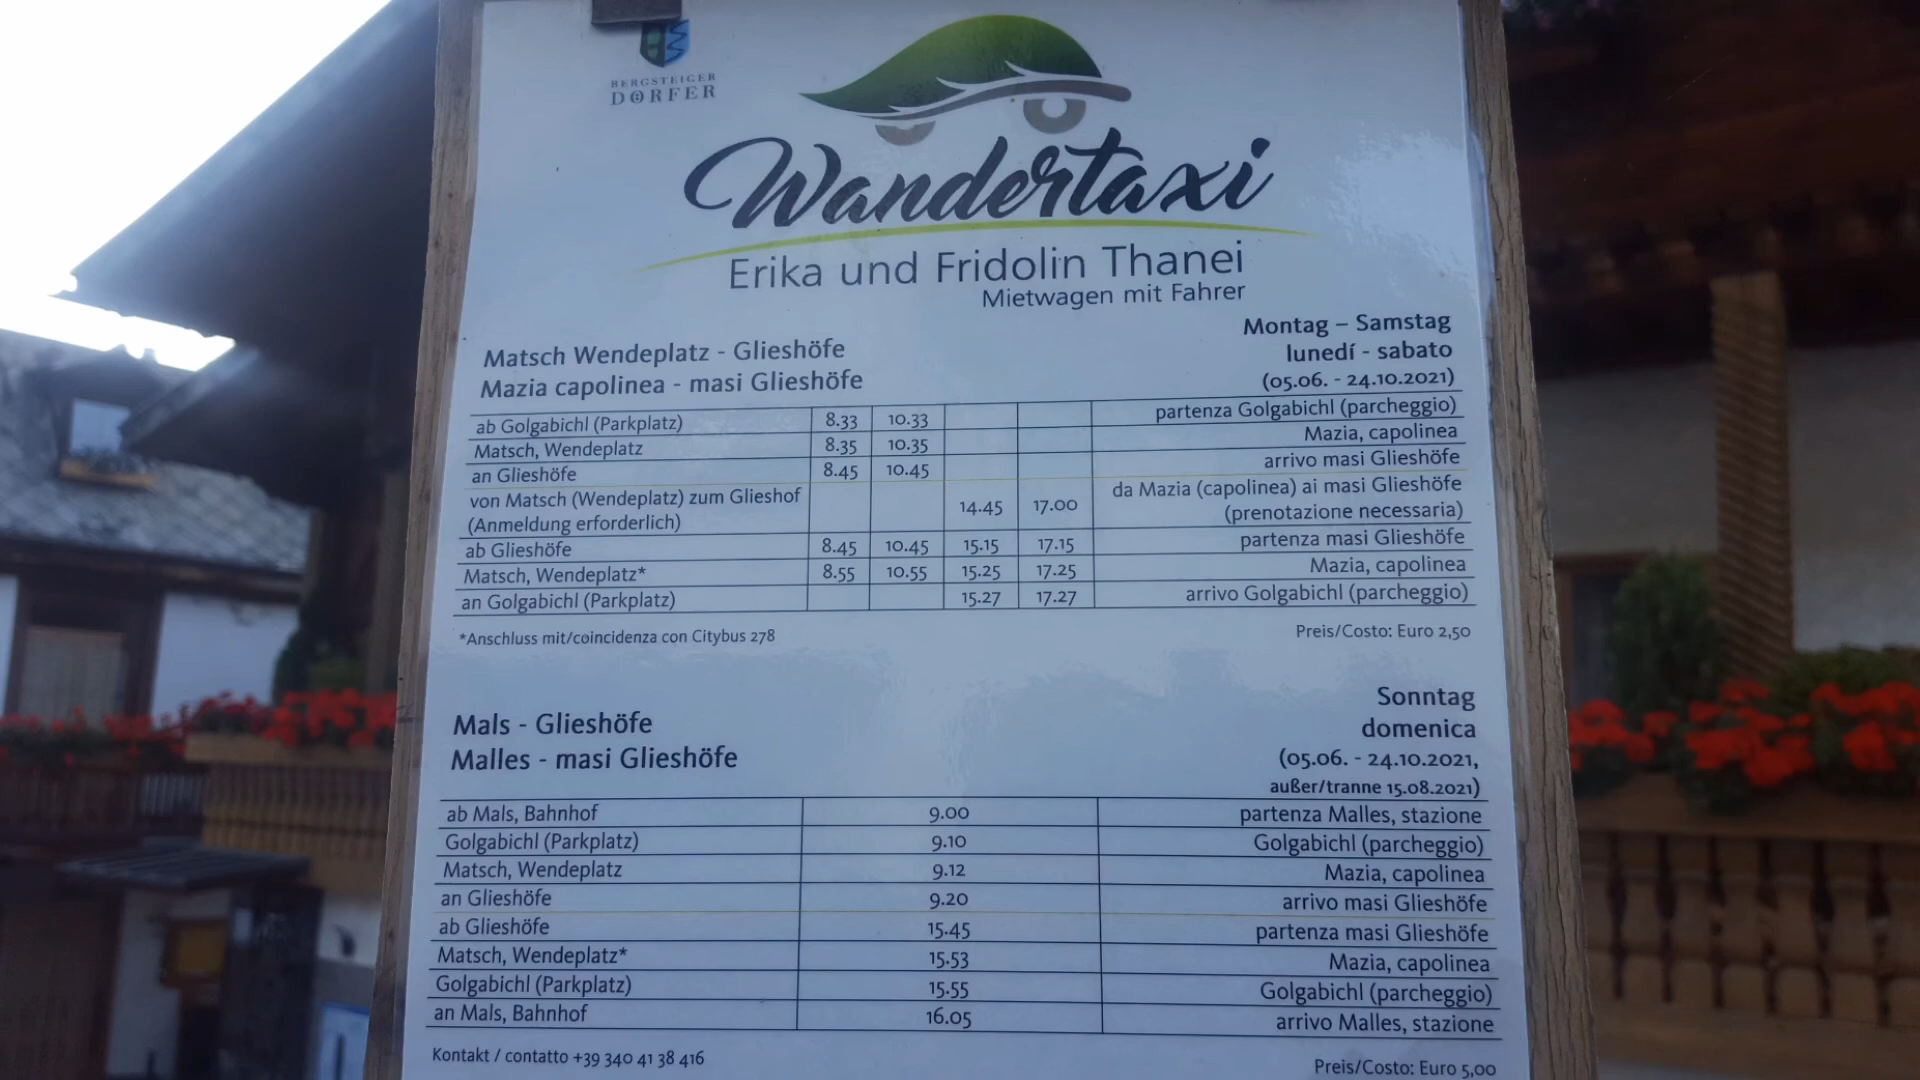 BERGSTEIGER
DÖRFER
Wandertaxi
Erika und Fridolin Thanei
Mietwagen mit Fahrer
Matsch Wendeplatz - Glieshöfe
Mazia capolinea - masi Glieshöfe
Montag – Samstag
lunedí - sabato
(05.06. - 24.10.2021)
ab Golgabichl (Parkplatz) 8.33 10.33 partenza Golgabichl (parcheggio)
Matsch, Wendeplatz 8.35 10.35 Mazia, capolinea
an Glieshöfe 8.45 10.45 arrivo masi Glieshöfe
von Matsch (Wendeplatz) zum Glieshof da Mazia (capolinea) ai masi Glieshöfe
(Anmeldung erforderlich) 14.45 17.00 (prenotazione necessaria)
ab Glieshöfe 8.45 10.45 15.15 17.15 partenza masi Glieshöfe
Matsch, Wendeplatz* 8.55 10.55 15.25 17.25 Mazia, capolinea
an Golgabichl (Parkplatz) 15.27 17.27 arrivo Golgabichl (parcheggio)
*Anschluss mit/coincidenza con Citybus 278 Preis/Costo: Euro 2,50
Mals - Glieshöfe
Malles - masi Glieshöfe
Sonntag
domenica
(05.06. - 24.10.2021,
außer/tranne 15.08.2021)
ab Mals, Bahnhof 9.00 partenza Malles, stazione
Golgabichl (Parkplatz) 9.10 Golgabichl (parcheggio)
Matsch, Wendeplatz 9.12 Mazia, capolinea
an Glieshöfe 9.20 arrivo masi Glieshöfe
ab Glieshöfe 15.45 partenza masi Glieshöfe
Matsch, Wendeplatz* 15.53 Mazia, capolinea
Golgabichl (Parkplatz) 15.55 Golgabichl (parcheggio)
an Mals, Bahnhof 16.05 arrivo Malles, stazione
Kontakt / contatto +39 340 41 38 416 Preis/Costo: Euro 5,00